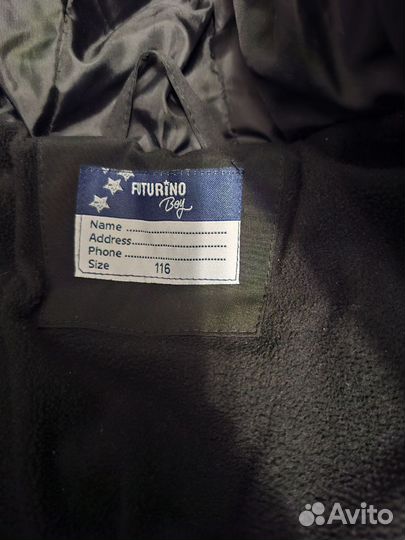 FUTURINO
Boy
Name ..............................
Address.........................
Phone ............................
Size 116
Avito